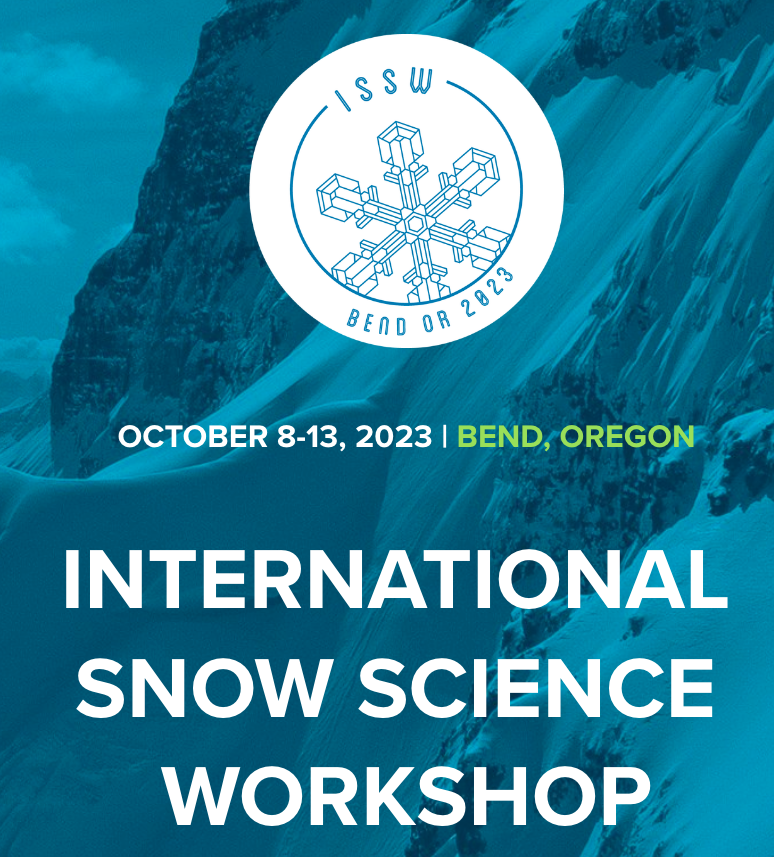 ISSW
BEND OR 2023
OCTOBER 8-13, 2023 | BEND, OREGON
INTERNATIONAL
SNOW SCIENCE
WORKSHOP